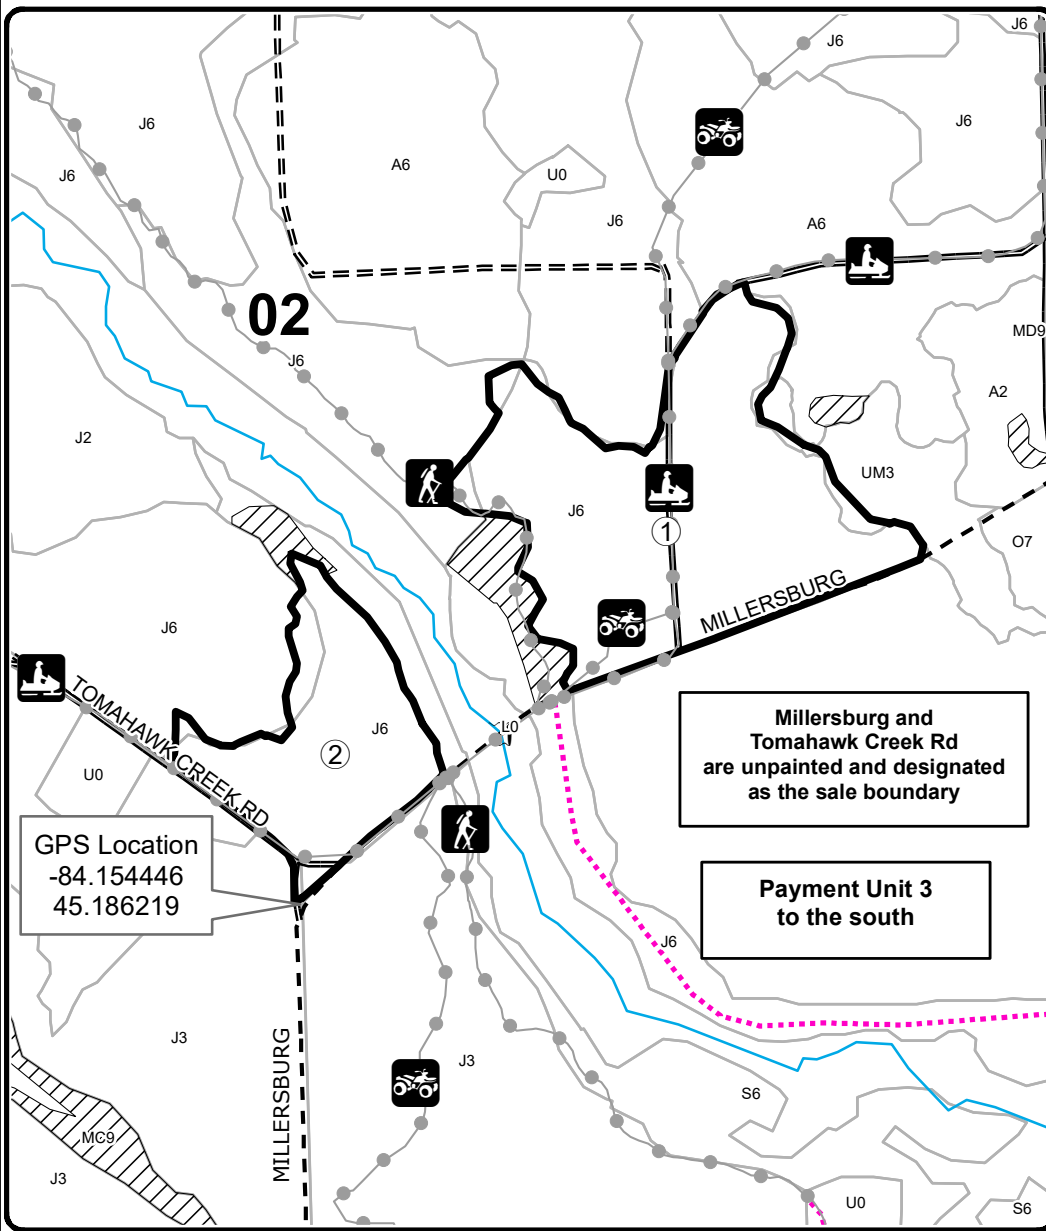 J6
J6
J6
J6
J6
A6
U0
J6
J6
A6
02
J6
MD9
A2
J2
UM3
J6
1
O7
MILLERSBURG
J6
TOMAHAWK CREEK RD
J6
2
U0
Millersburg and
Tomahawk Creek Rd
are unpainted and designated
as the sale boundary
GPS Location
-84.154446
45.186219
Payment Unit 3
to the south
J6
J3
MILLERSBURG
J3
S6
MC9
J3
U0
S6